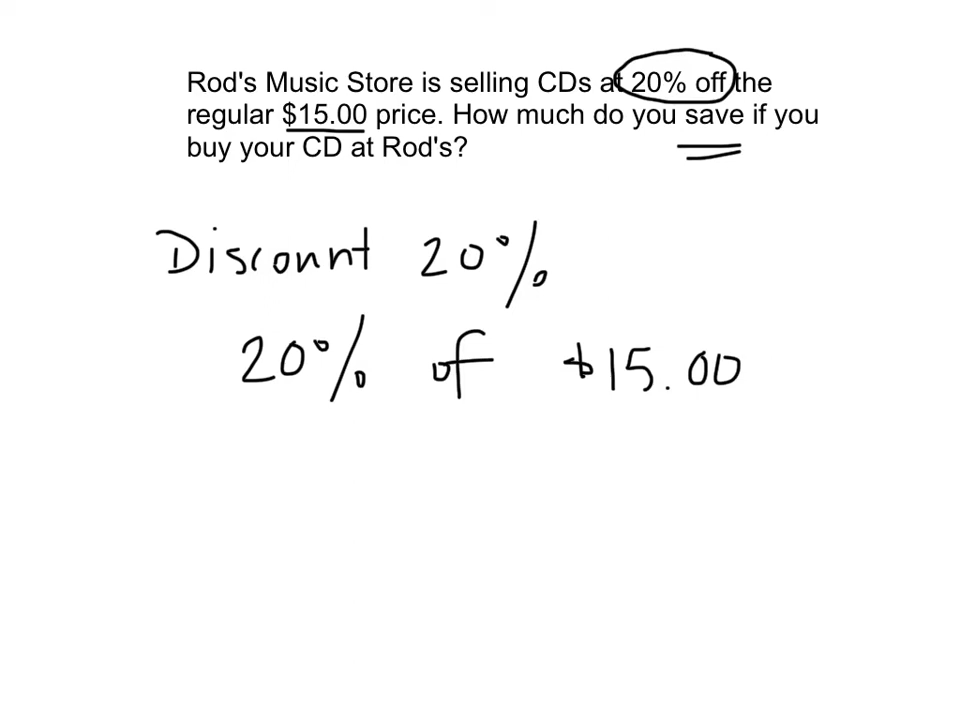 Rod's Music Store is selling CDs at 20% off the
regular $15.00 price. How much do you save if you
buy your CD at Rod's?
Discount 20%
20% of $15.00